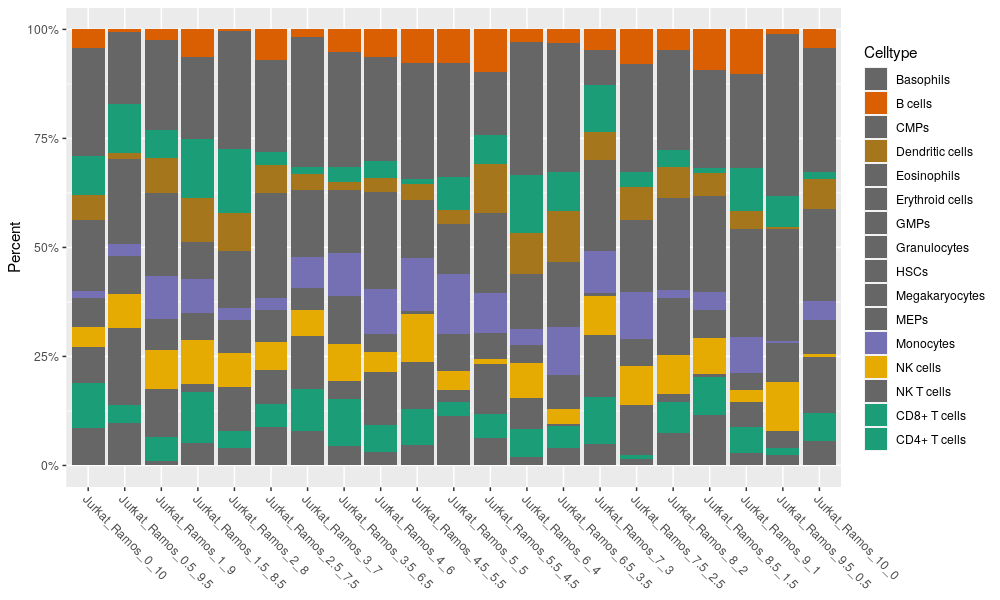 100%
75%
50%
25%
0%
Percent
Jurkat_Ramos_0_10
Jurkat_Ramos_0.5_9.5
Jurkat_Ramos_1_9
Jurkat_Ramos_1.5_8.5
Jurkat_Ramos_2_8
Jurkat_Ramos_2.5_7.5
Jurkat_Ramos_3_7
Jurkat_Ramos_3.5_6.5
Jurkat_Ramos_4_6
Jurkat_Ramos_4.5_5.5
Jurkat_Ramos_5_5
Jurkat_Ramos_5.5_4.5
Jurkat_Ramos_6_4
Jurkat_Ramos_6.5_3.5
Jurkat_Ramos_7_3
Jurkat_Ramos_7.5_2.5
Jurkat_Ramos_8_2
Jurkat_Ramos_8.5_1.5
Jurkat_Ramos_9_1
Jurkat_Ramos_9.5_0.5
Jurkat_Ramos_10_0
Celltype
Basophils
B cells
CMPs
Dendritic cells
Eosinophils
Erythroid cells
GMPs
Granulocytes
HSCs
Megakaryocytes
MEPs
Monocytes
NK cells
NK T cells
CD8+ T cells
CD4+ T cells